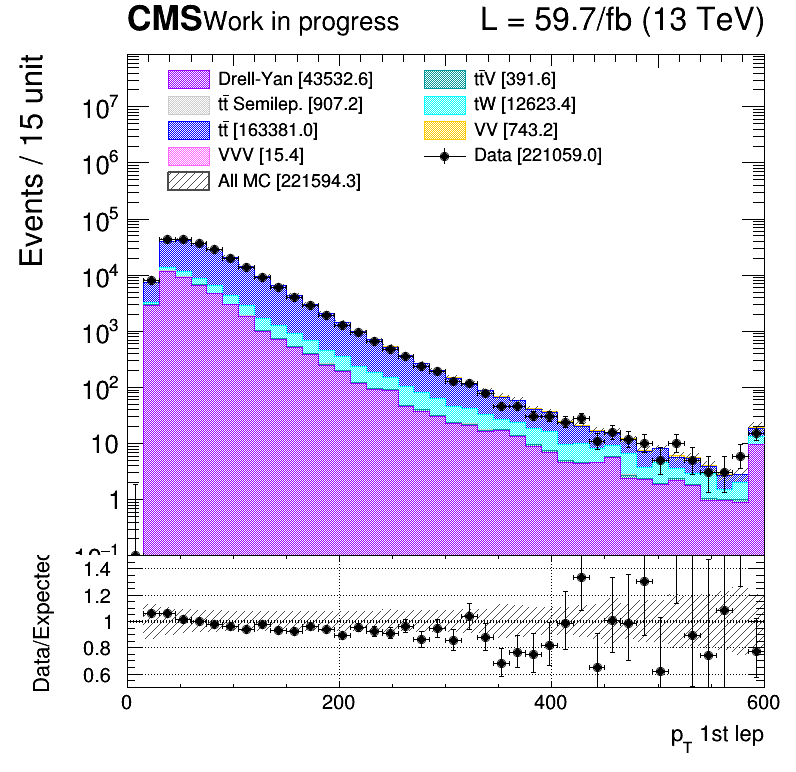 CMS Work in progress L = 59.7/fb (13 TeV)
Events / 15 unit
Drell-Yan [43532.6] tt̄V [391.6]
tt̄ Semilep. [907.2] tW [12623.4]
tt̄ [163381.0] VV [743.2]
VVV [15.4] Data [221059.0]
All MC [221594.3]
10⁷
10⁶
10⁵
10⁴
10³
10²
10
1
10⁻¹
Data/Expected
1.4
1.2
1
0.8
0.6
0 200 400 600
p_T 1st lep